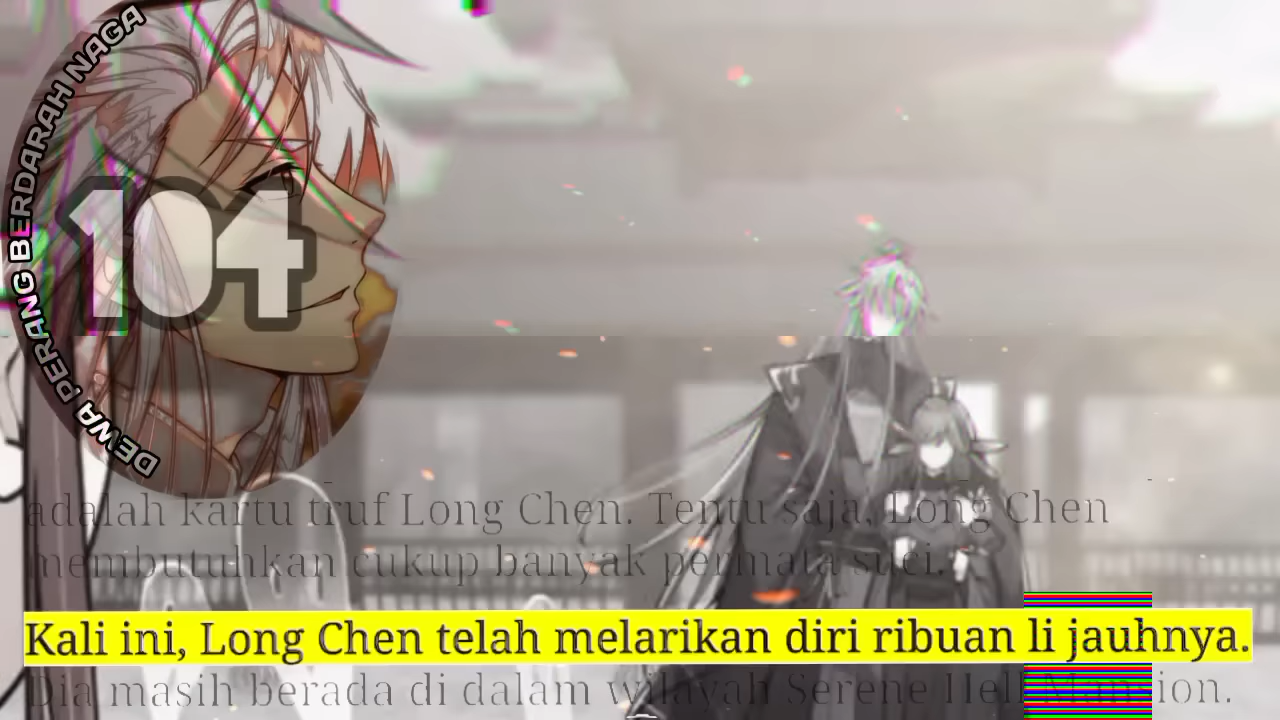 DEWA PERANG BERDARAH NAGA
104
adalah kartu truf Long Chen. Tentu saja, Long Chen
membutuhkan cukup banyak permata suci.
Kali ini, Long Chen telah melarikan diri ribuan li jauhnya.
Dia masih berada di dalam wilayah Serene Hell Mansion.